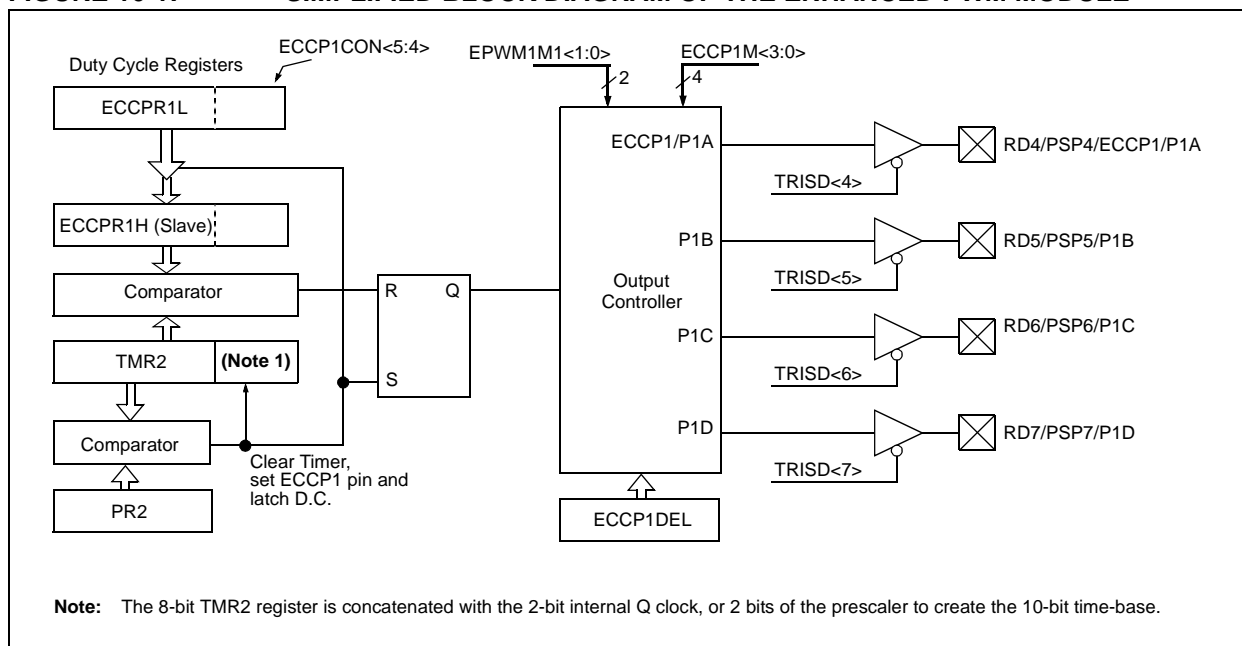 ECCP1CON<5:4>
Duty Cycle Registers
ECCPR1L
ECCPR1H (Slave)
Comparator
TMR2
(Note 1)
Comparator
PR2
Clear Timer,
set ECCP1 pin and
latch D.C.
R
Q
S
EPWM1M1<1:0>
2
ECCP1M<3:0>
4
ECCP1/P1A
P1B
Output
Controller
P1C
P1D
ECCP1DEL
TRISD<4>
RD4/PSP4/ECCP1/P1A
TRISD<5>
RD5/PSP5/P1B
TRISD<6>
RD6/PSP6/P1C
TRISD<7>
RD7/PSP7/P1D
Note: The 8-bit TMR2 register is concatenated with the 2-bit internal Q clock, or 2 bits of the prescaler to create the 10-bit time-base.